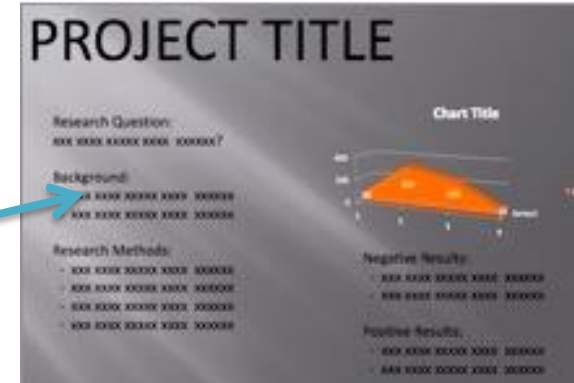 PROJECT TITLE
Research Question:
xxx xxxx xxxxx xxxx xxxxxx?
Background:
xxx xxxx xxxxx xxxx xxxxxx
- xxx xxxx xxxxx xxxx xxxxxx
Research Methods:
- xxx xxxx xxxxx xxxx xxxxxx
- xxx xxxx xxxxx xxxx xxxxxx
- xxx xxxx xxxxx xxxx xxxxxx
- xxx xxxx xxxxx xxxx xxxxxx
Chart Title
Negative Results:
- xxx xxxx xxxxx xxxx xxxxxx
- xxx xxxx xxxxx xxxx xxxxxx
Positive Results:
- xxx xxxx xxxxx xxxx xxxxxx
- xxx xxxx xxxxx xxxx xxxxxx